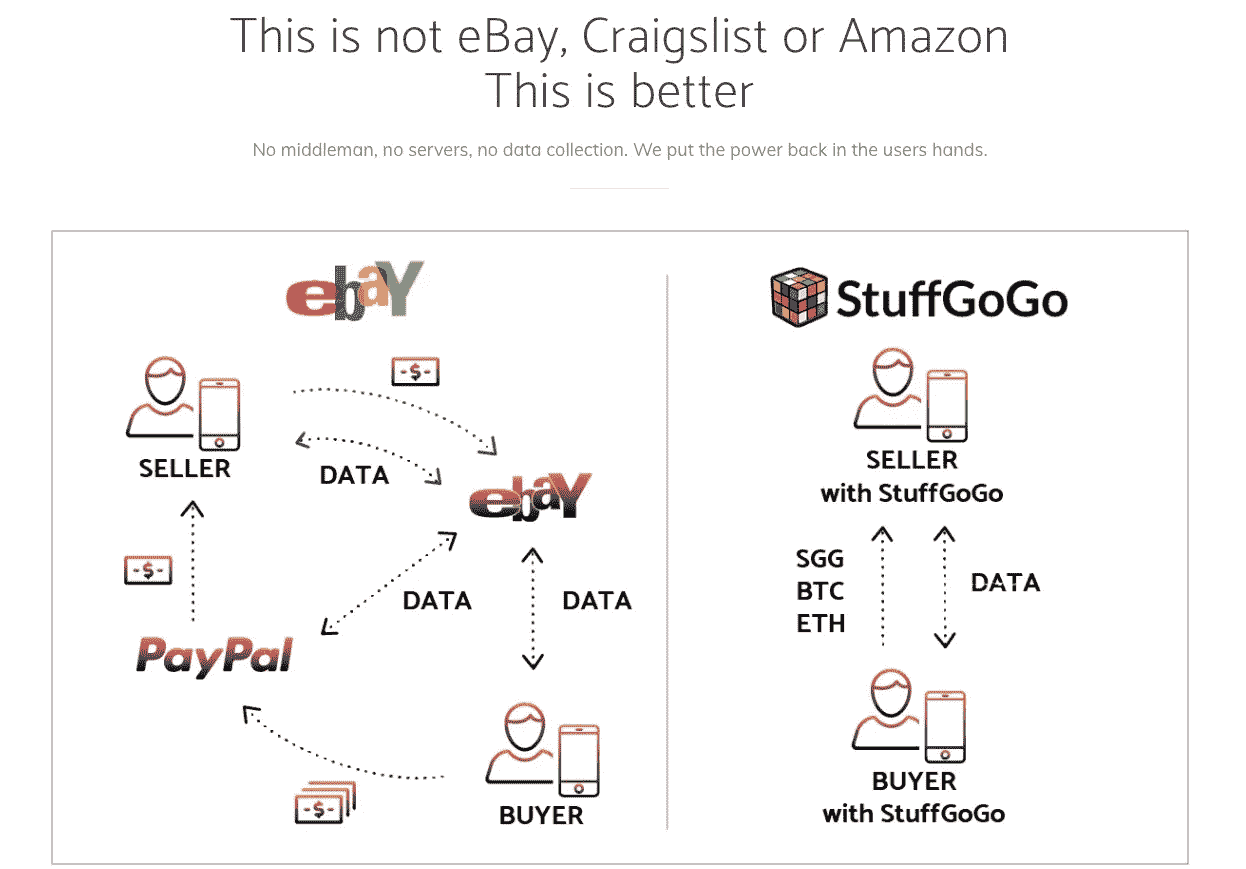 This is not eBay, Craigslist or Amazon
This is better
No middleman, no servers, no data collection. We put the power back in the users hands.
ebaY
-$-
SELLER
DATA
ebaY
-$-
DATA
DATA
PayPal
-$-
BUYER
StuffGoGo
SELLER
with StuffGoGo
SGG
BTC
ETH
DATA
BUYER
with StuffGoGo